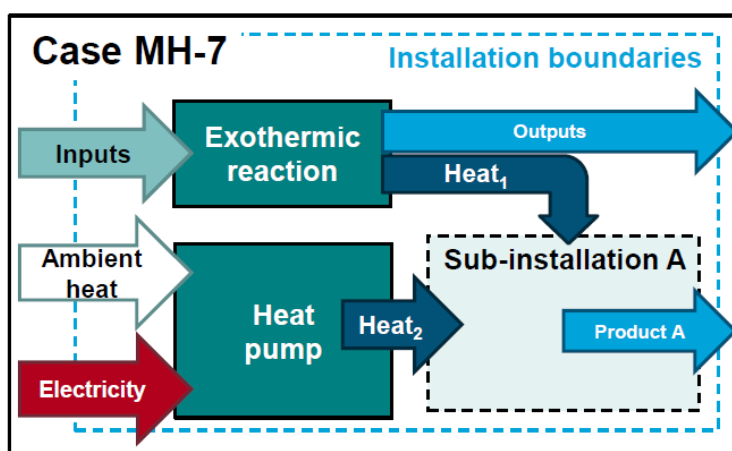 Case MH-7
Installation boundaries
Inputs
Exothermic
reaction
Outputs
Heat₁
Ambient
heat
Heat
pump
Heat₂
Sub-installation A
Product A
Electricity